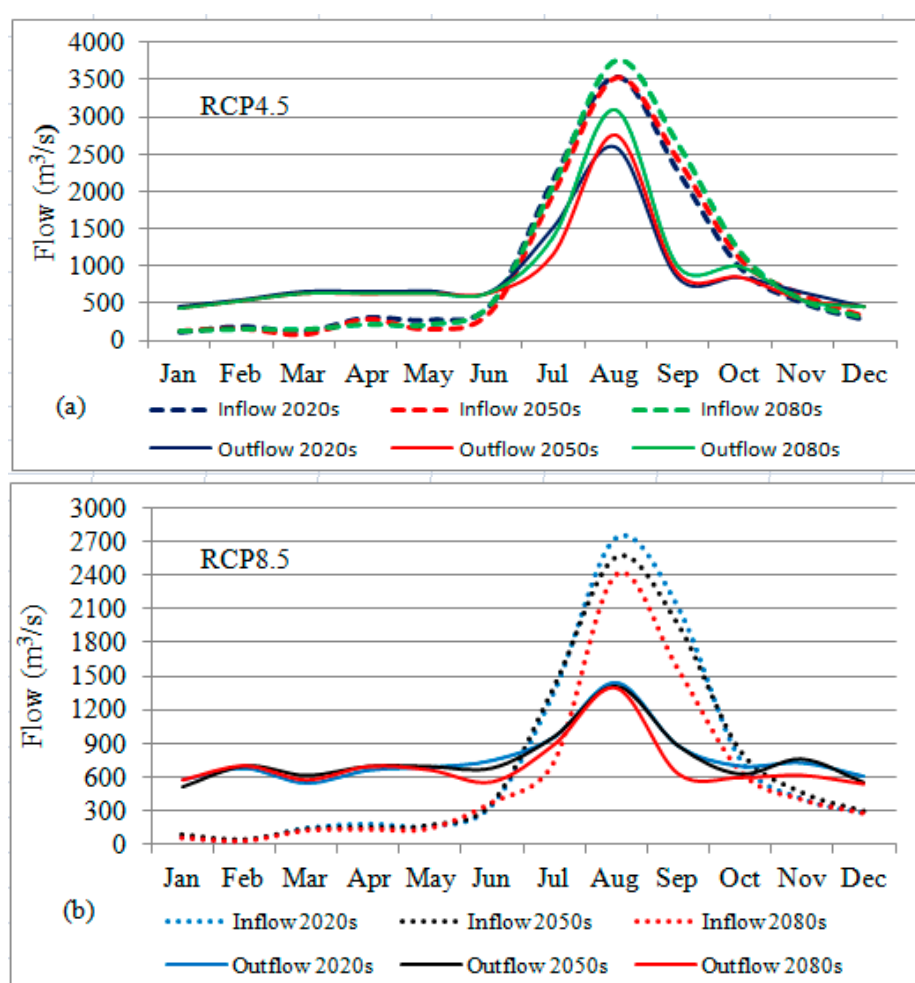 4000
3500
3000
2500
2000
1500
1000
500
0
Flow (m³/s)
RCP4.5
Jan Feb Mar Apr May Jun Jul Aug Sep Oct Nov Dec
(a)
Inflow 2020s Inflow 2050s Inflow 2080s
Outflow 2020s Outflow 2050s Outflow 2080s
3000
2700
2400
2100
1800
1500
1200
900
600
300
0
Flow (m³/s)
RCP8.5
Jan Feb Mar Apr May Jun Jul Aug Sep Oct Nov Dec
(b)
Inflow 2020s Inflow 2050s Inflow 2080s
Outflow 2020s Outflow 2050s Outflow 2080s